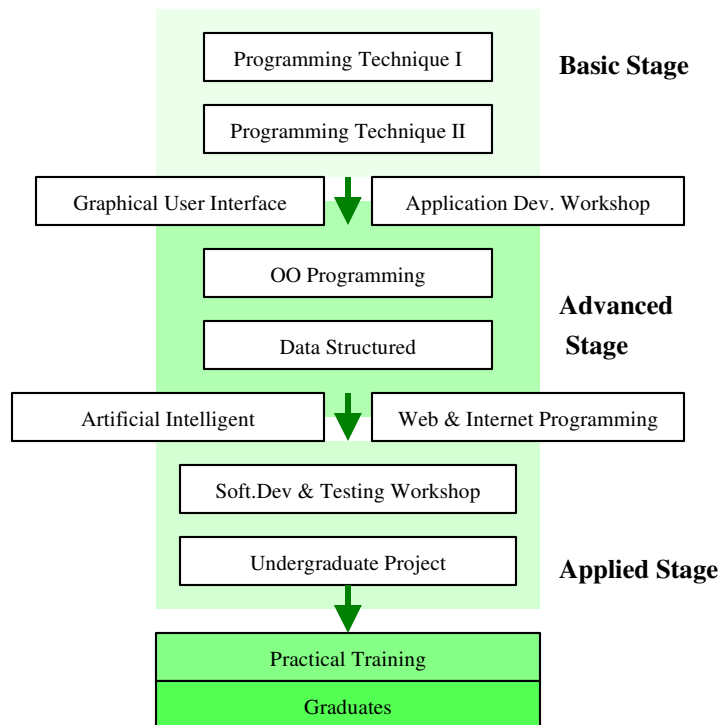 Programming Technique I
Basic Stage
Programming Technique II
Graphical User Interface
Application Dev. Workshop
OO Programming
Advanced
Stage
Data Structured
Artificial Intelligent
Web & Internet Programming
Soft.Dev & Testing Workshop
Undergraduate Project
Applied Stage
Practical Training
Graduates